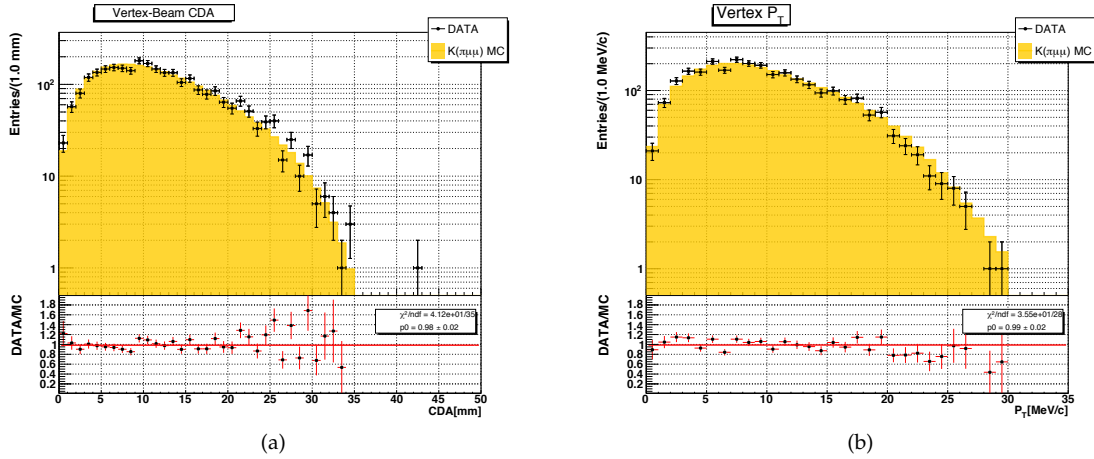 Vertex-Beam CDA
DATA
K(πμμ) MC
Entries/(1.0 mm)
10²
10
1
DATA/MC
1.8
1.6
1.4
1.2
1
0.8
0.6
0.4
0.2
χ²/ndf = 4.12e+01/35
p0 = 0.98 ± 0.02
0 5 10 15 20 25 30 35 40 45 50
CDA[mm]
(a)
Vertex P_T
DATA
K(πμμ) MC
Entries/(1.0 MeV/c)
10²
10
1
DATA/MC
1.8
1.6
1.4
1.2
1
0.8
0.6
0.4
0.2
χ²/ndf = 3.55e+01/28
p0 = 0.99 ± 0.02
0 5 10 15 20 25 30 35
P_T[MeV/c]
(b)